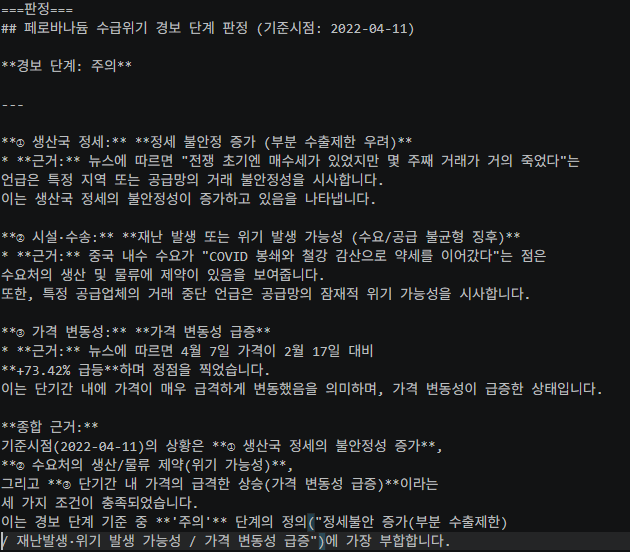 ===판정===
## 페로바나듐 수급위기 경보 단계 판정 (기준시점: 2022-04-11)
**경보 단계: 주의**
---
**① 생산국 정세:** **정세 불안정 증가 (부분 수출제한 우려)**
* **근거:** 뉴스에 따르면 "전쟁 초기엔 매수세가 있었지만 몇 주째 거래가 거의 죽었다"는
언급은 특정 지역 또는 공급망의 거래 불안정성을 시사합니다.
이는 생산국 정세의 불안정성이 증가하고 있음을 나타냅니다.
**② 시설·수송:** **재난 발생 또는 위기 발생 가능성 (수요/공급 불균형 징후)**
* **근거:** 중국 내수 수요가 "COVID 봉쇄와 철강 감산으로 약세를 이어갔다"는 점은
수요처의 생산 및 물류에 제약이 있음을 보여줍니다.
또한, 특정 공급업체의 거래 중단 언급은 공급망의 잠재적 위기 가능성을 시사합니다.
**③ 가격 변동성:** **가격 변동성 급증**
* **근거:** 뉴스에 따르면 4월 7일 가격이 2월 17일 대비
**+73.42% 급등**하며 정점을 찍었습니다.
이는 단기간 내에 가격이 매우 급격하게 변동했음을 의미하며, 가격 변동성이 급증한 상태입니다.
**종합 근거:**
기준시점(2022-04-11)의 상황은 **① 생산국 정세의 불안정성 증가**,
**② 수요처의 생산/물류 제약(위기 가능성)**,
그리고 **③ 단기간 내 가격의 급격한 상승(가격 변동성 급증)**이라는
세 가지 조건이 충족되었습니다.
이는 경보 단계 기준 중 **'주의'** 단계의 정의("정세불안 증가(부분 수출제한)
/ 재난발생·위기 발생 가능성 / 가격 변동성 급증")에 가장 부합합니다.